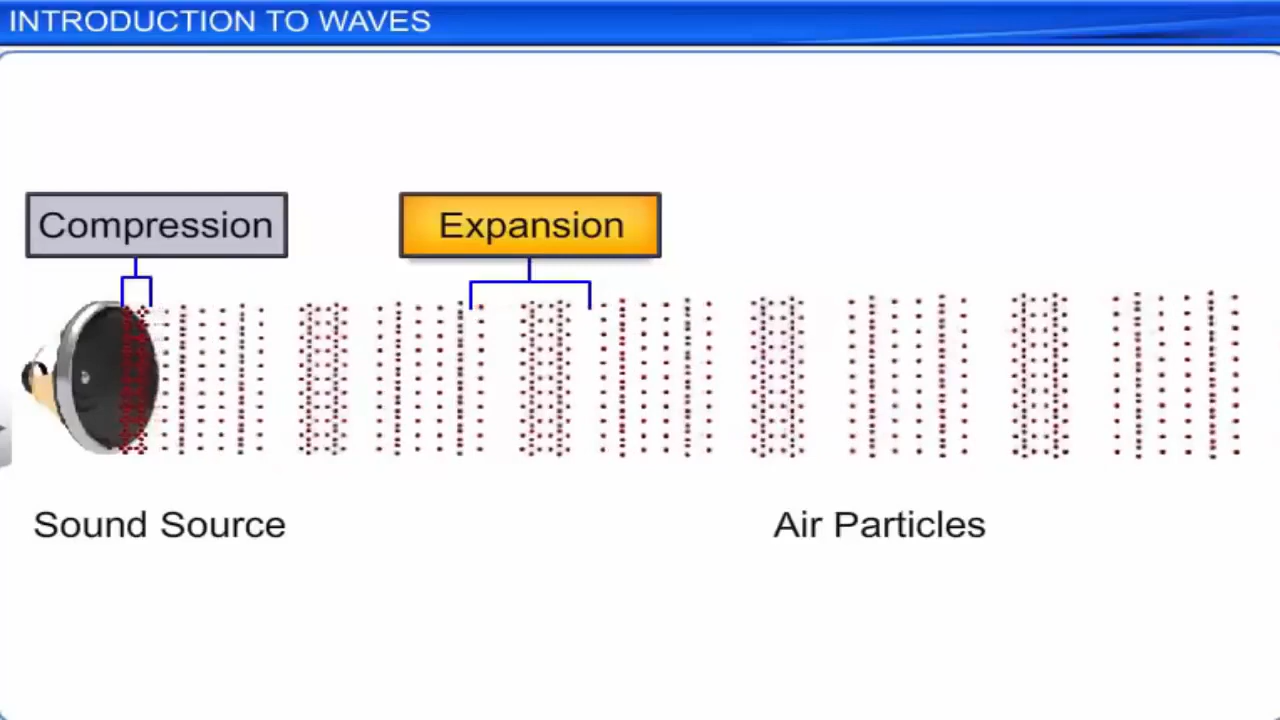 INTRODUCTION TO WAVES
Compression
Expansion
Sound Source
Air Particles